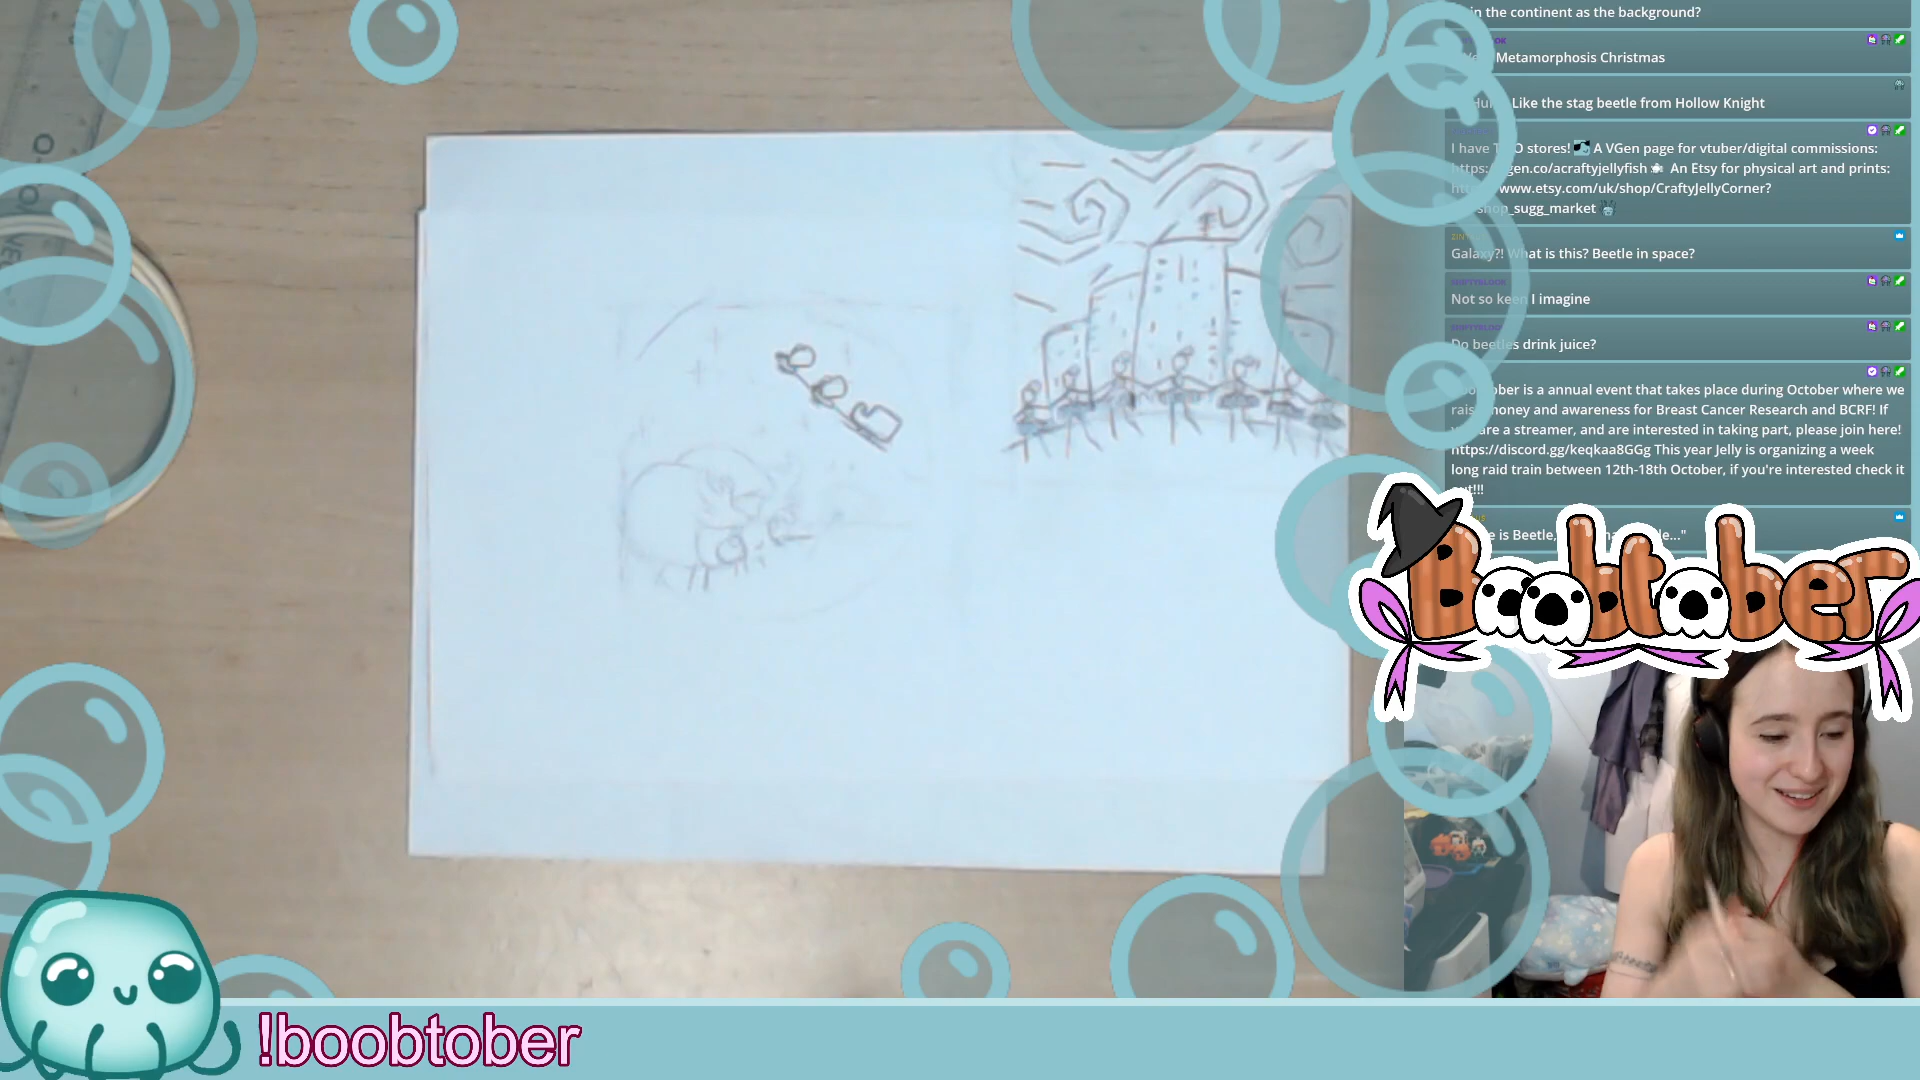 in the continent as the background?
Metamorphosis Christmas
Like the stag beetle from Hollow Knight
I have T O stores! A VGen page for vtuber/digital commissions:
gen.co/acraftyjellyfish An Etsy for physical art and prints:
www.etsy.com/uk/shop/CraftyJellyCorner?
shop_sugg_market
Galaxy?! What is this? Beetle in space?
Not so keen I imagine
Do beetles drink juice?
is a annual event that takes place during October where we
money and awareness for Breast Cancer Research and BCRF! If
are a streamer, and are interested in taking part, please join here!
https://discord.gg/keqkaa8GGg This year Jelly is organizing a week
long raid train between 12th-18th October, if you're interested check it
out!!!
is Beetle,
Boobtober
!boobtober